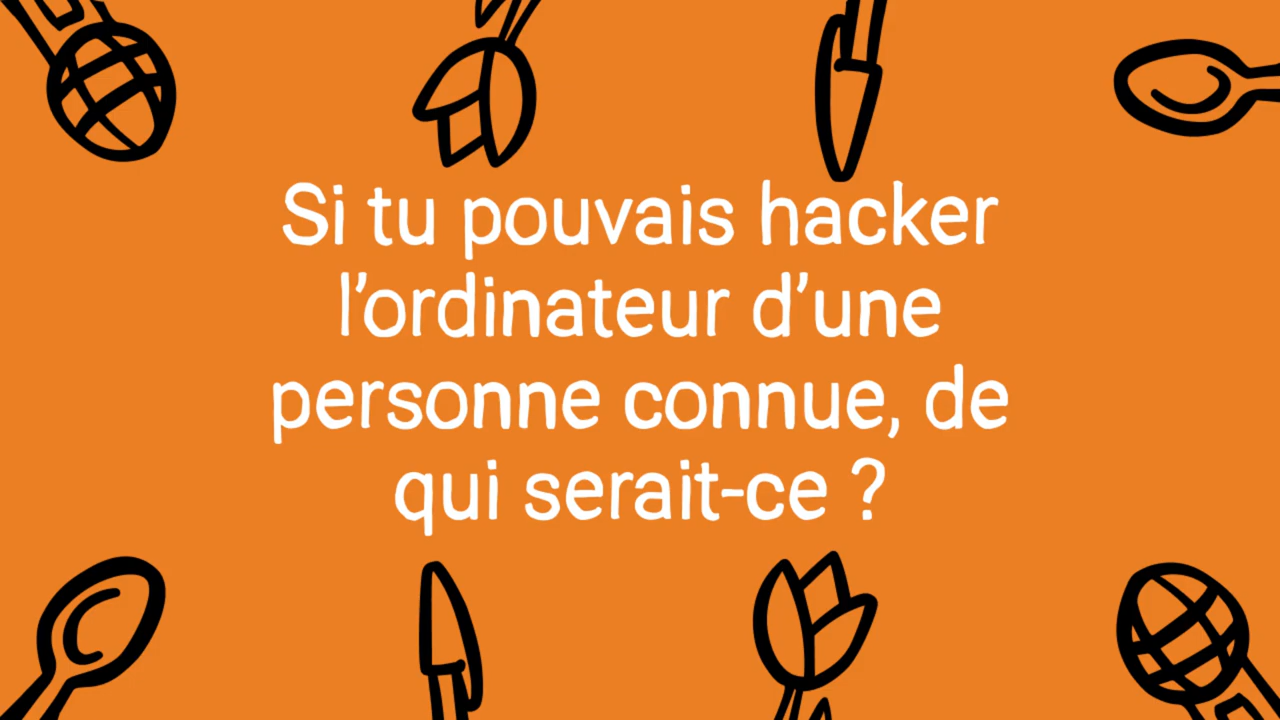 Si tu pouvais hacker
l’ordinateur d’une
personne connue, de
qui serait-ce ?